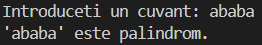 Introduceti un cuvant: ababa
'ababa' este palindrom.